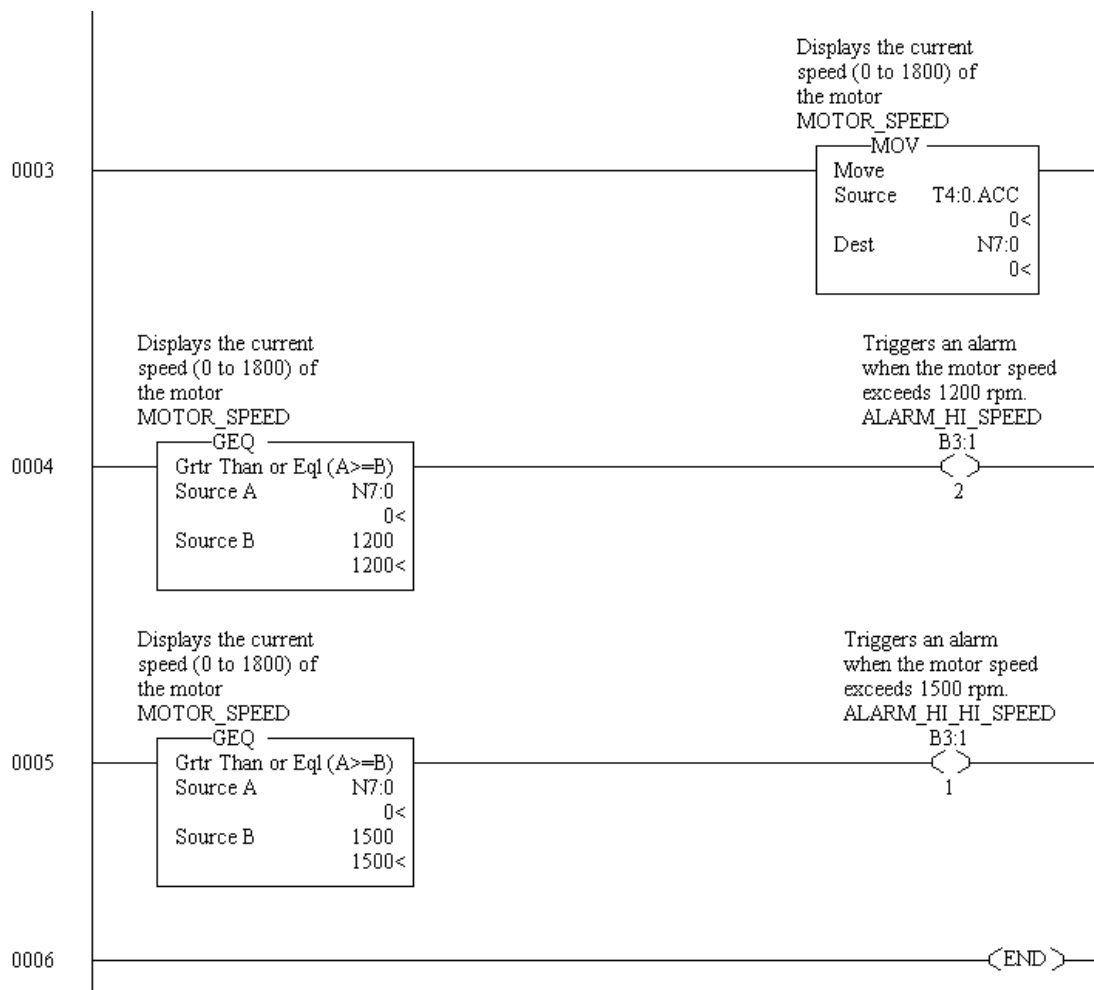 Displays the current
speed (0 to 1800) of
the motor
MOTOR_SPEED
MOV
0003
Move
Source T4:0.ACC
0<
Dest N7:0
0<
Displays the current
speed (0 to 1800) of
the motor
MOTOR_SPEED
GEQ
0004
Grtr Than or Eql (A>=B)
Source A N7:0
0<
Source B 1200
1200<
Triggers an alarm
when the motor speed
exceeds 1200 rpm.
ALARM_HI_SPEED
B3:1
2
Displays the current
speed (0 to 1800) of
the motor
MOTOR_SPEED
GEQ
0005
Grtr Than or Eql (A>=B)
Source A N7:0
0<
Source B 1500
1500<
Triggers an alarm
when the motor speed
exceeds 1500 rpm.
ALARM_HI_HI_SPEED
B3:1
1
0006
END